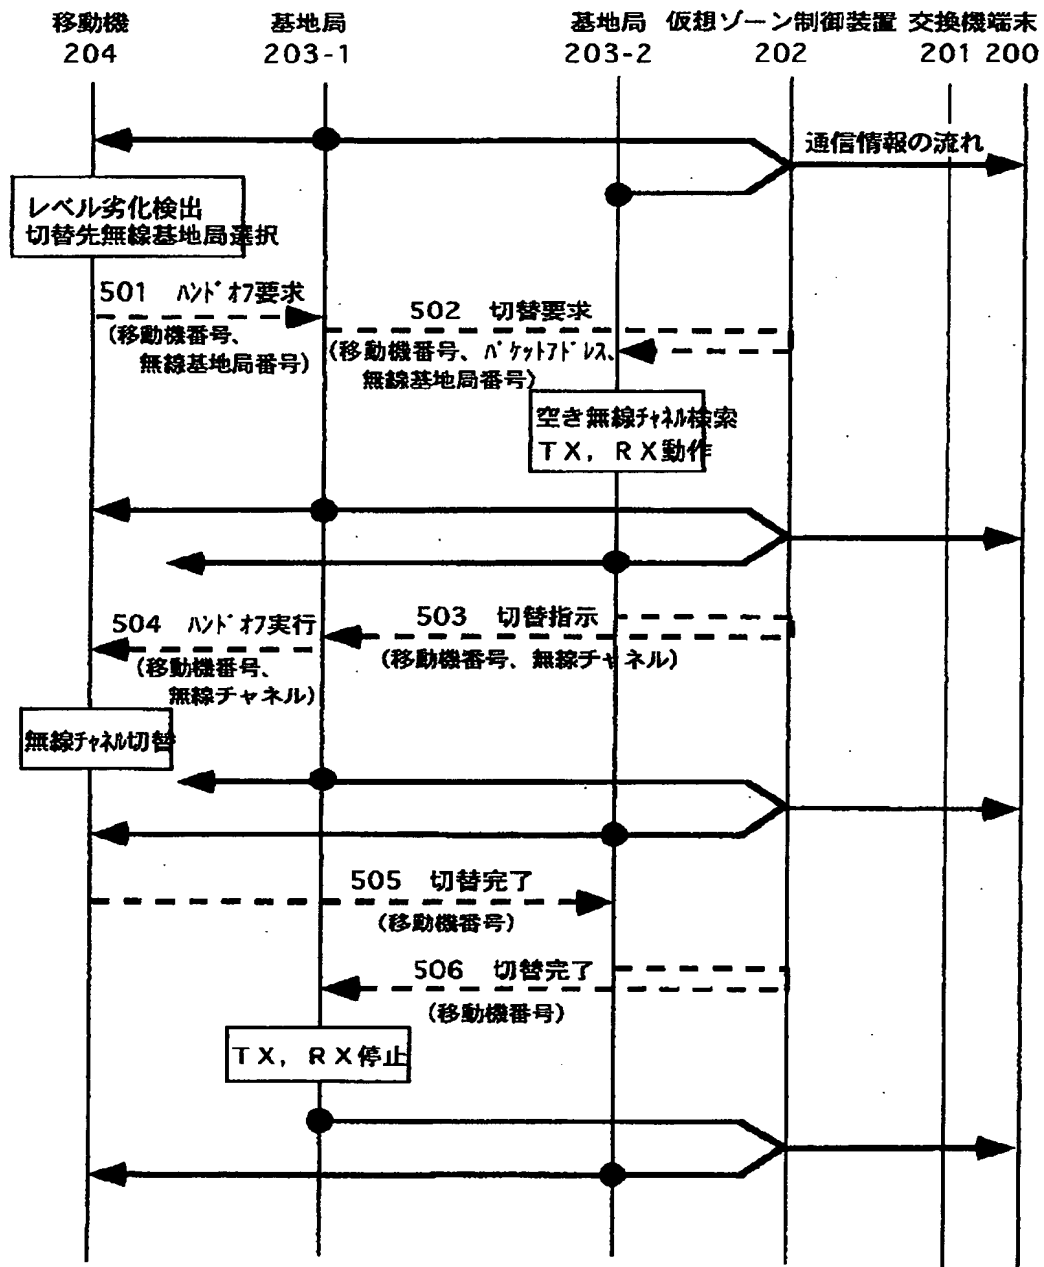 移動機 基地局 基地局 仮想ゾーン制御装置 交換機端末
204 203-1 203-2 202 201 200
通信情報の流れ
レベル劣化検出
切替先無線基地局選択
501 ﾊﾝﾄﾞｵﾌ要求
(移動機番号、
無線基地局番号)
502 切替要求
(移動機番号、ﾊﾟｹｯﾄｱﾄﾞﾚｽ、
無線基地局番号)
空き無線ﾁｬﾈﾙ検索
TX, RX動作
503 切替指示
(移動機番号、無線チャネル)
504 ﾊﾝﾄﾞｵﾌ実行
(移動機番号、
無線チャネル)
無線ﾁｬﾈﾙ切替
505 切替完了
(移動機番号)
506 切替完了
(移動機番号)
TX, RX停止